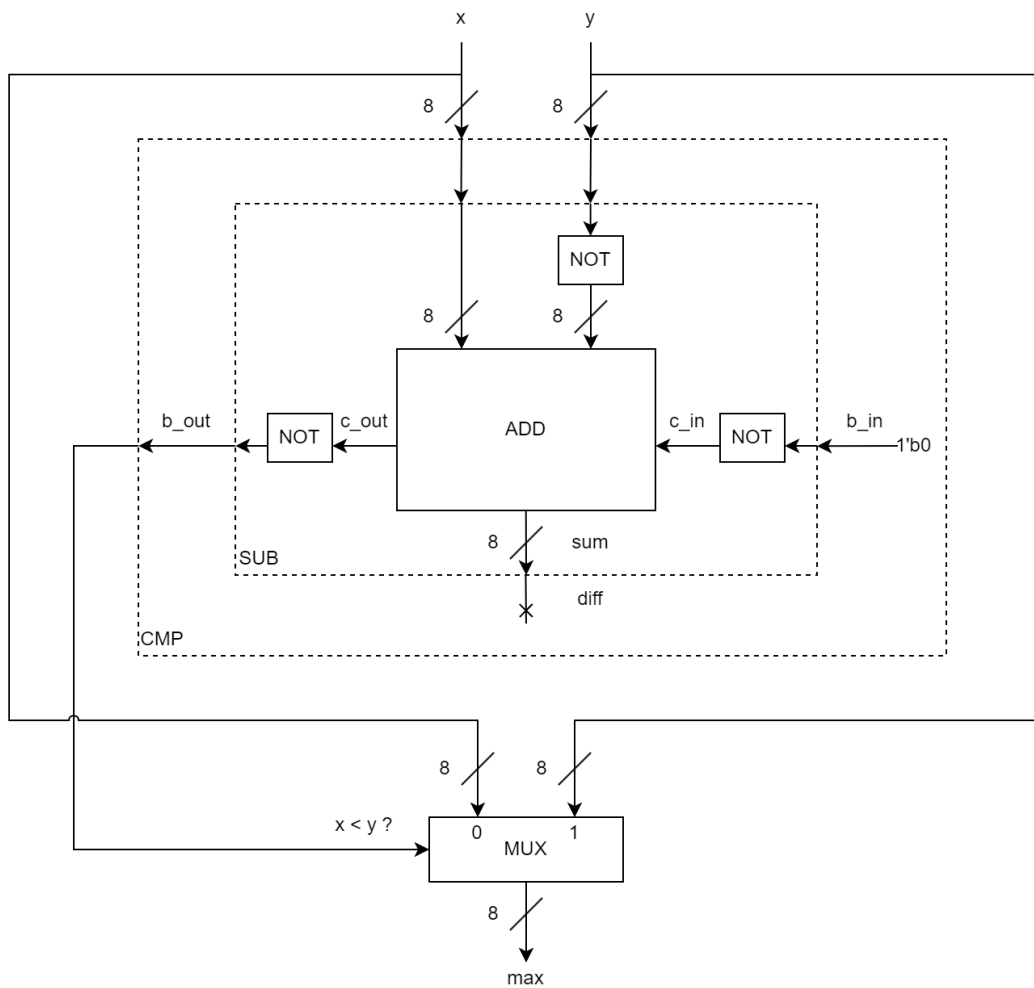 x y
8 8
NOT
8 8
b_out c_out ADD c_in b_in
NOT NOT 1'b0
8 sum
SUB
diff
CMP
8 8
x < y ?
0 1
MUX
8
max